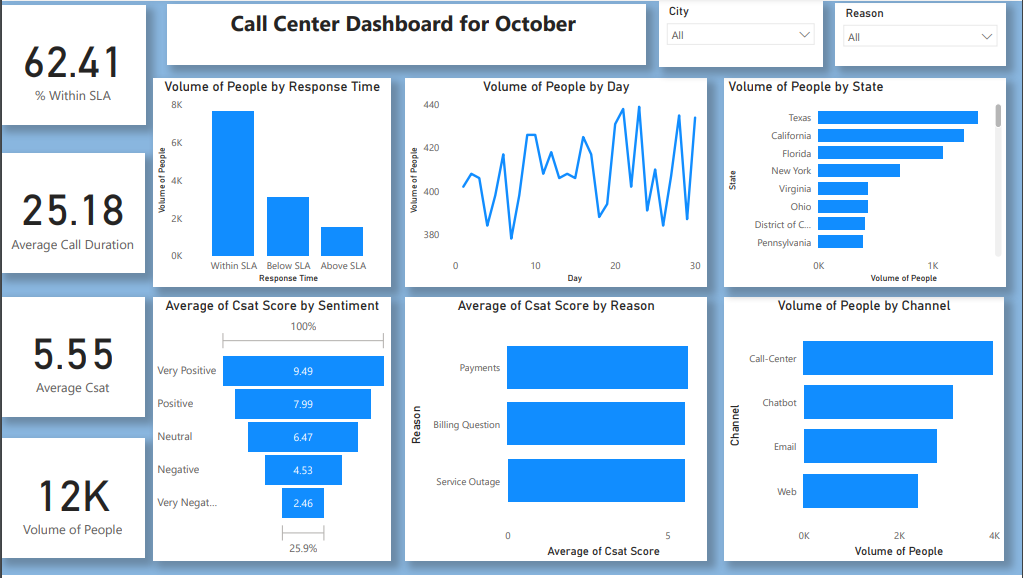 Call Center Dashboard for October
City
All
Reason
All
62.41
% Within SLA
25.18
Average Call Duration
5.55
Average Csat
12K
Volume of People
Volume of People by Response Time
Volume of People
8K
6K
4K
2K
0K
Within SLA Below SLA Above SLA
Response Time
Volume of People by Day
Volume of People
440
420
400
380
0 10 20 30
Day
Volume of People by State
State
Texas
California
Florida
New York
Virginia
Ohio
District of C...
Pennsylvania
0K 1K
Volume of People
Average of Csat Score by Sentiment
100%
Very Positive 9.49
Positive 7.99
Neutral 6.47
Negative 4.53
Very Negat... 2.46
25.9%
Average of Csat Score by Reason
Reason
Payments
Billing Question
Service Outage
0 5
Average of Csat Score
Volume of People by Channel
Channel
Call-Center
Chatbot
Email
Web
0K 2K 4K
Volume of People